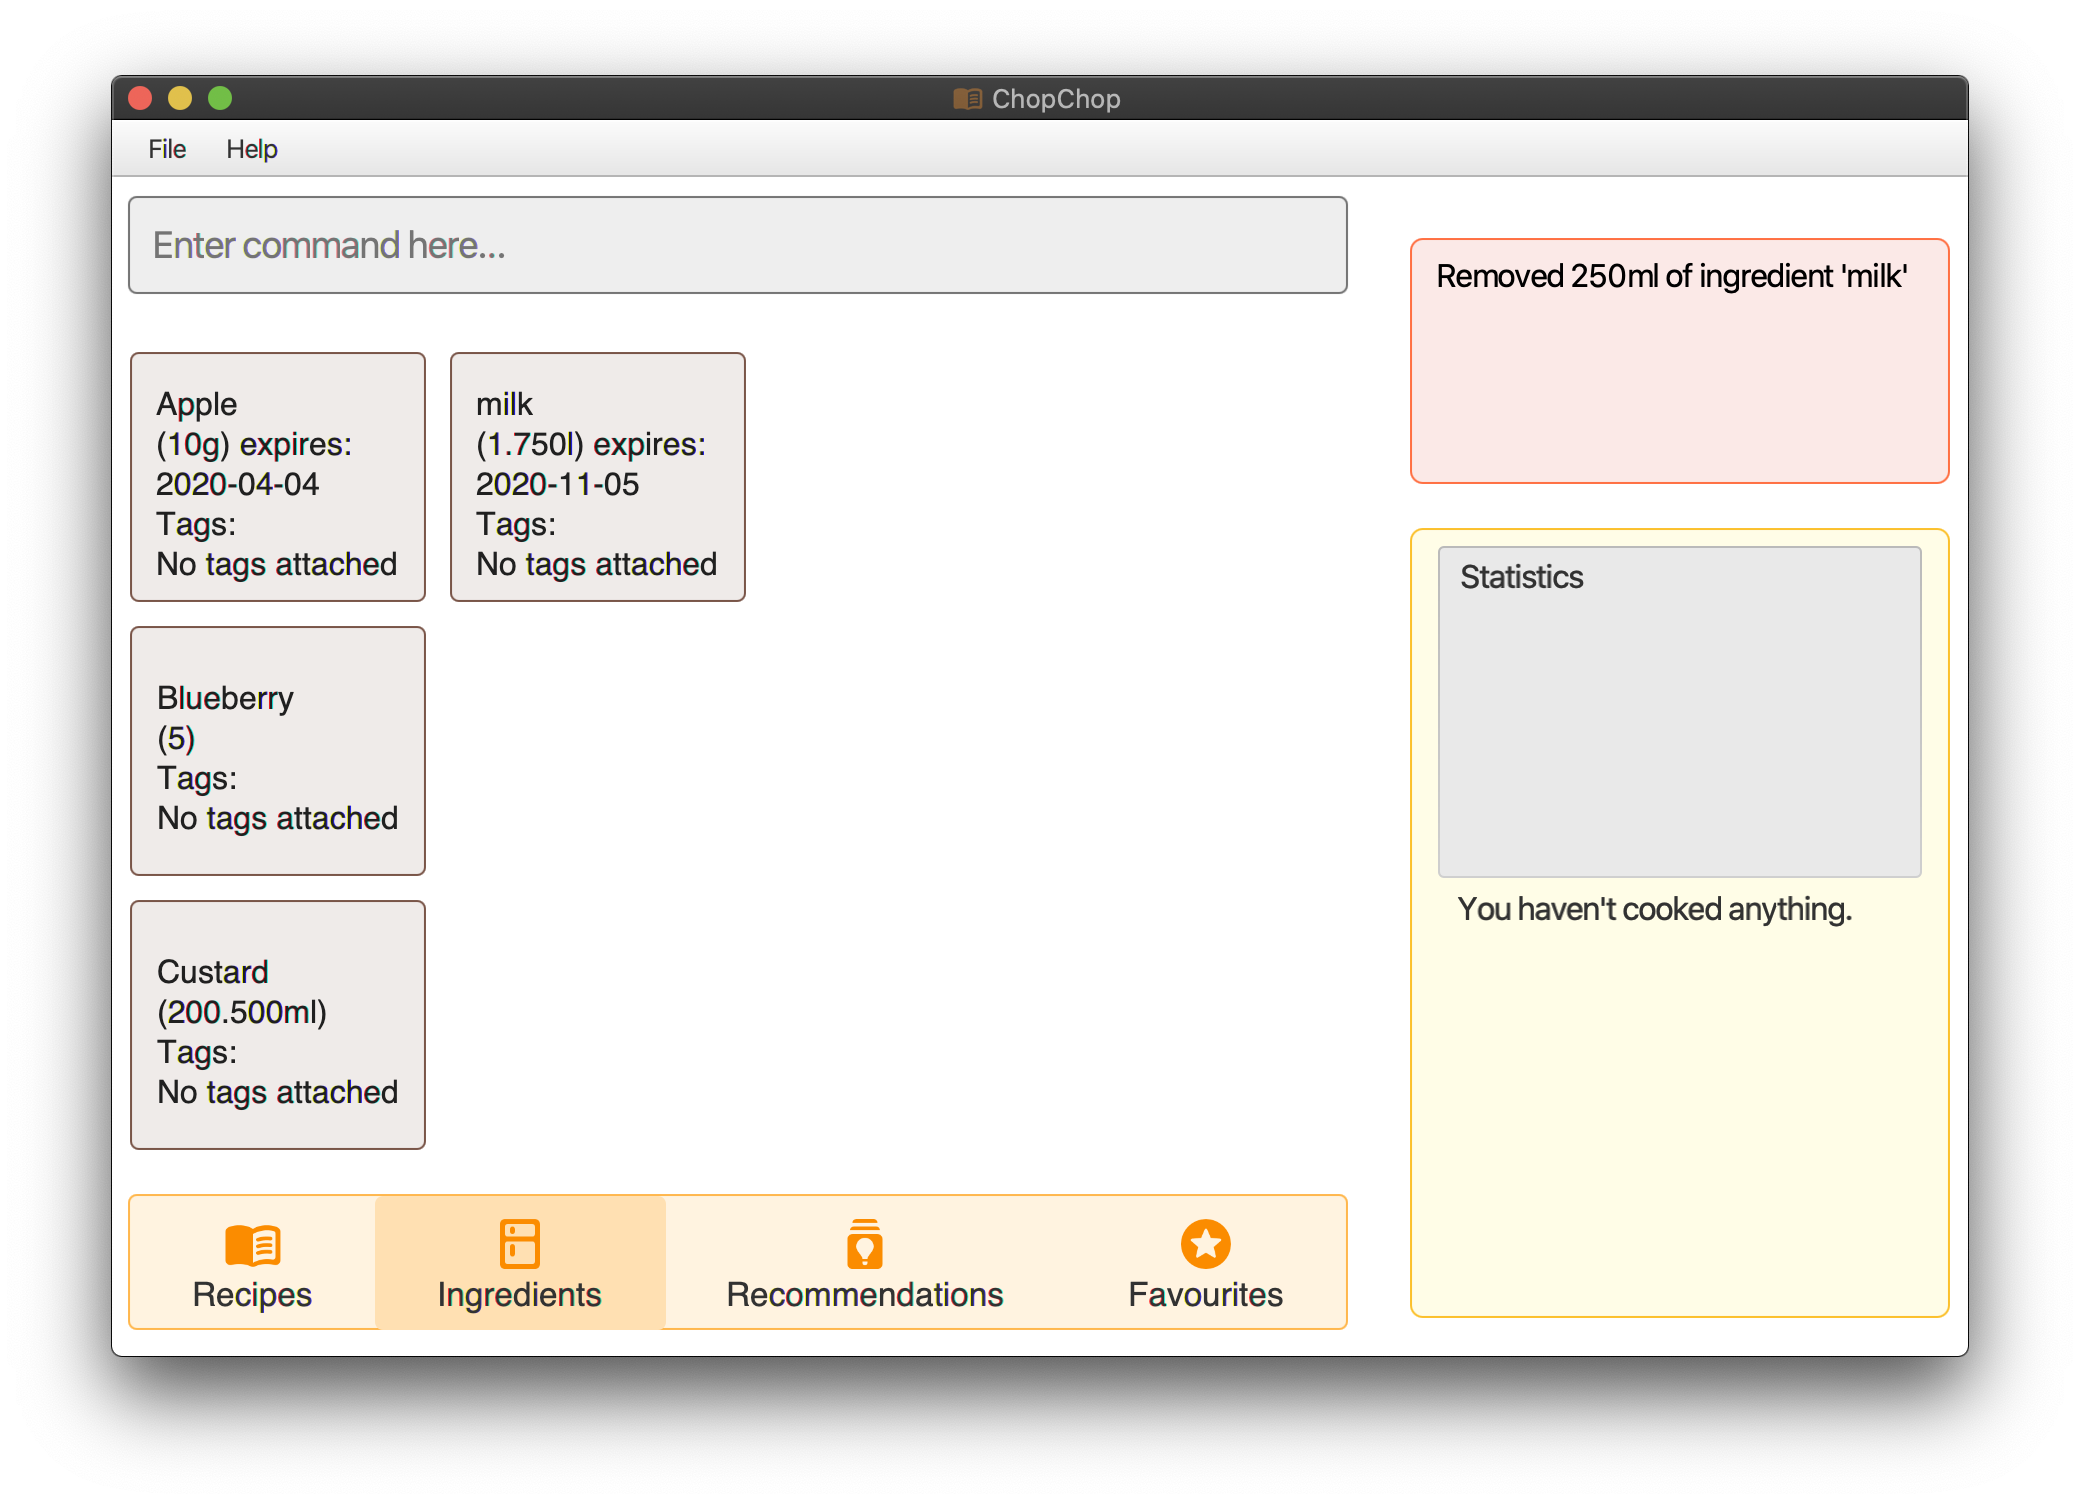 ChopChop
File Help
Enter command here...
Removed 250ml of ingredient 'milk'
Apple
(10g) expires:
2020-04-04
Tags:
No tags attached
milk
(1.750l) expires:
2020-11-05
Tags:
No tags attached
Blueberry
(5)
Tags:
No tags attached
Custard
(200.500ml)
Tags:
No tags attached
Statistics
You haven't cooked anything.
Recipes
Ingredients
Recommendations
Favourites